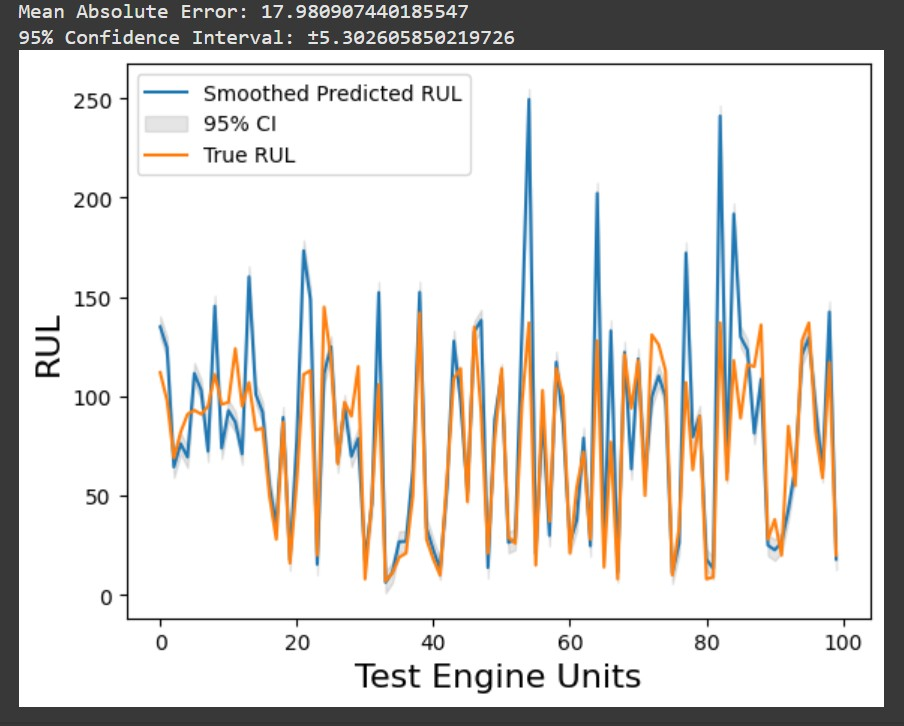 Mean Absolute Error: 17.980907440185547
95% Confidence Interval: ±5.302605850219726
Smoothed Predicted RUL
95% CI
True RUL
250
200
150
100
50
0
RUL
0 20 40 60 80 100
Test Engine Units